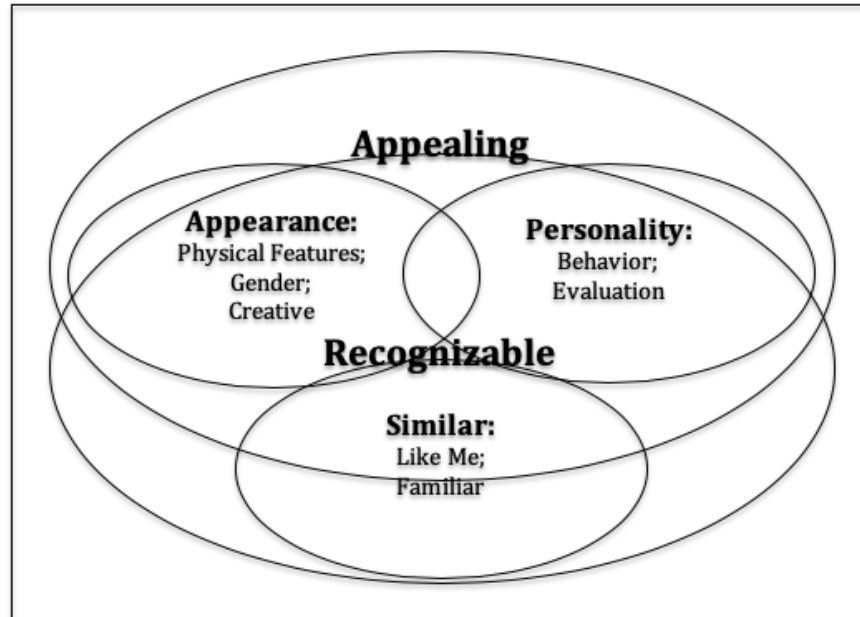 Appealing
Appearance:
Physical Features;
Gender;
Creative
Personality:
Behavior;
Evaluation
Recognizable
Similar:
Like Me;
Familiar